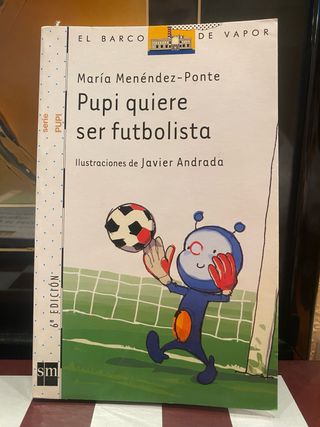 EL BARCO DE VAPOR
María Menéndez-Ponte
Pupi quiere
ser futbolista
Ilustraciones de Javier Andrada
serie
PUPI
6ª EDICIÓN
sm